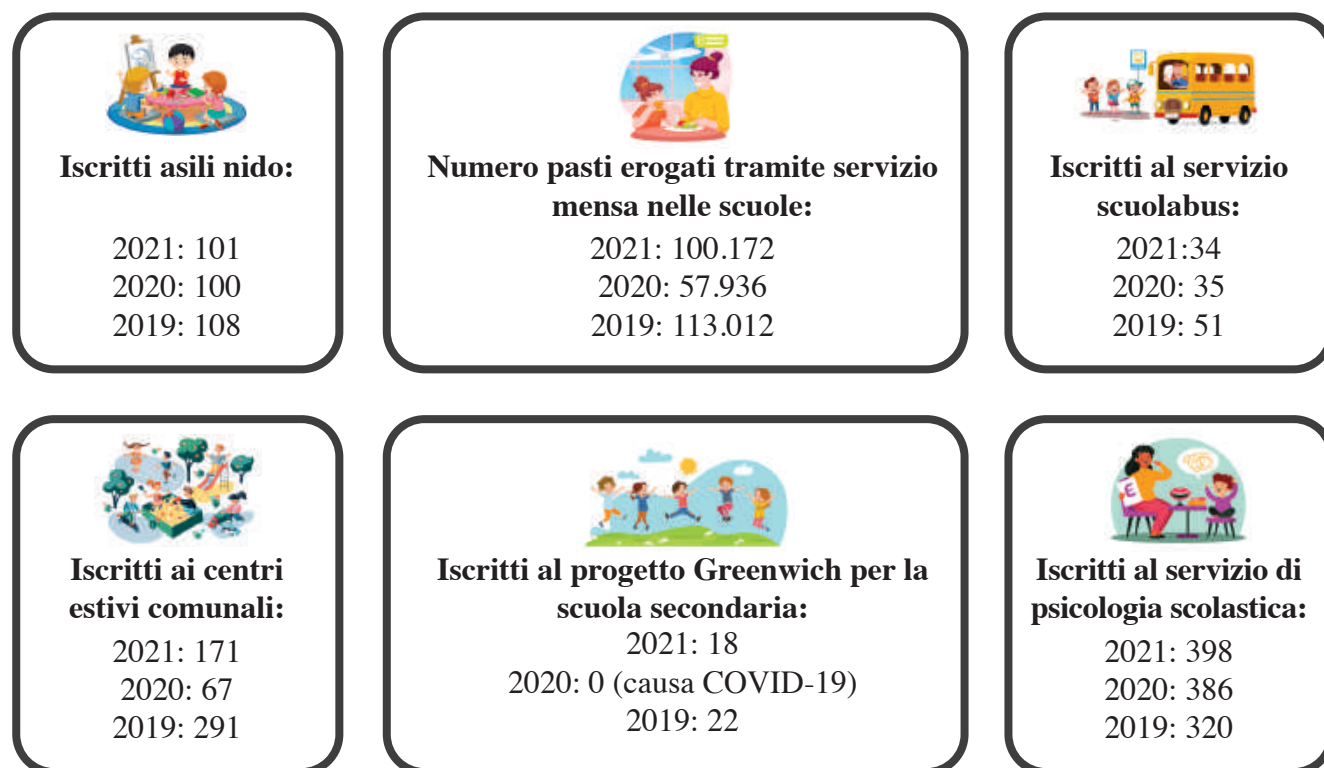 Iscritti asili nido:
2021: 101
2020: 100
2019: 108
Numero pasti erogati tramite servizio
mensa nelle scuole:
2021: 100.172
2020: 57.936
2019: 113.012
Iscritti al servizio
scuolabus:
2021:34
2020: 35
2019: 51
Iscritti ai centri
estivi comunali:
2021: 171
2020: 67
2019: 291
Iscritti al progetto Greenwich per la
scuola secondaria:
2021: 18
2020: 0 (causa COVID-19)
2019: 22
E
Iscritti al servizio di
psicologia scolastica:
2021: 398
2020: 386
2019: 320